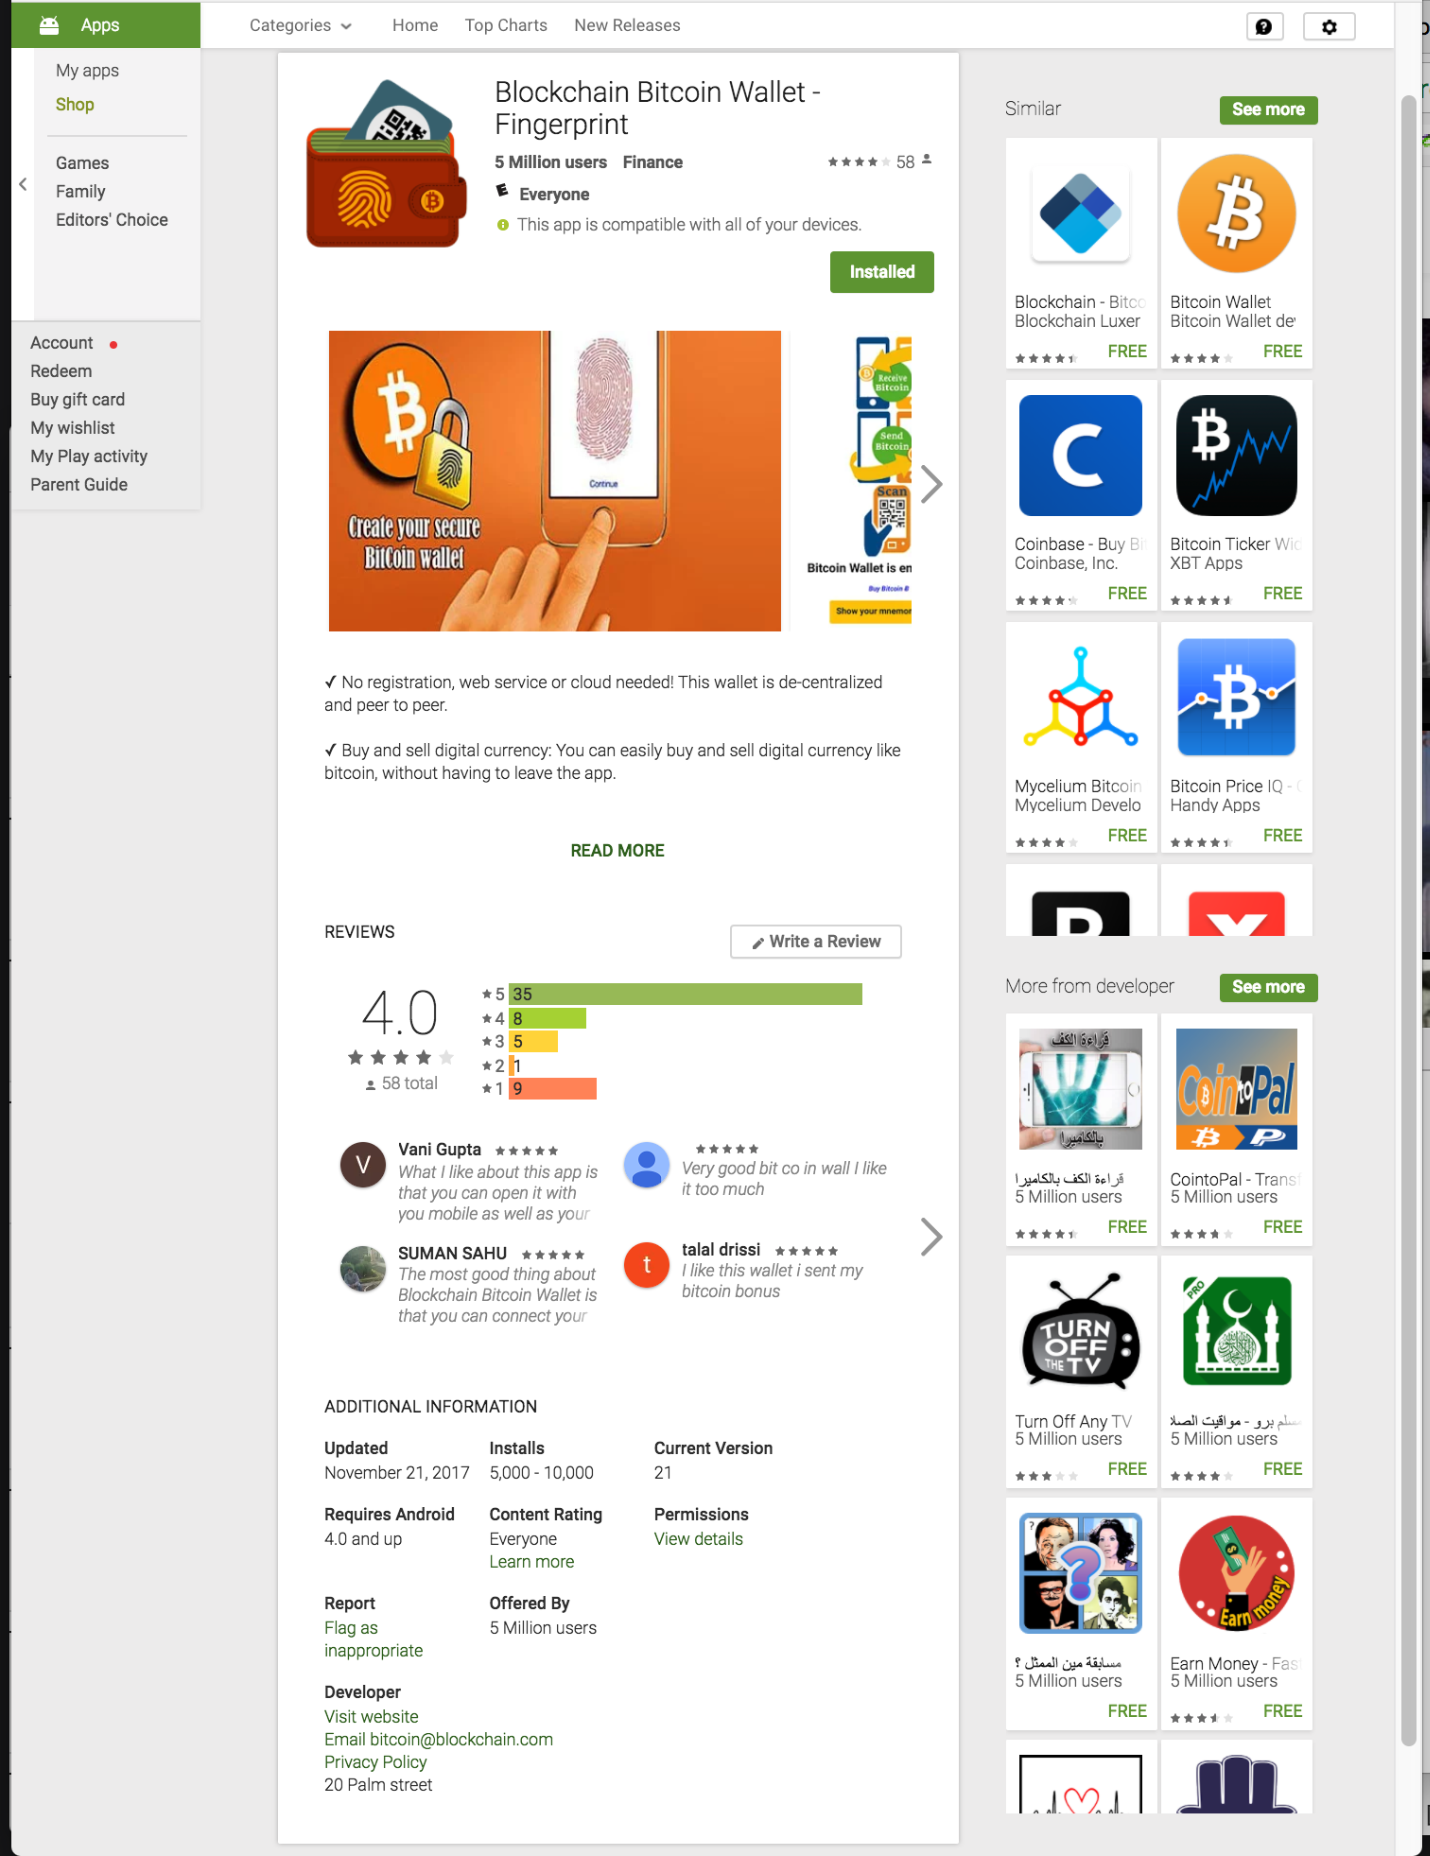 Apps
Categories
Home
Top Charts
New Releases
My apps
Shop
Games
Family
Editors' Choice
Account
Redeem
Buy gift card
My wishlist
My Play activity
Parent Guide
Blockchain Bitcoin Wallet -
Fingerprint
5 Million users Finance
58
Everyone
This app is compatible with all of your devices.
Installed
Create your secure
BitCoin wallet
Continue
Receive
Bitcoin
Send
Bitcoin
Scan
Bitcoin Wallet is en
Buy Bitcoin B
Show your mnemor
✓ No registration, web service or cloud needed! This wallet is de-centralized
and peer to peer.
✓ Buy and sell digital currency: You can easily buy and sell digital currency like
bitcoin, without having to leave the app.
READ MORE
REVIEWS
Write a Review
4.0
58 total
5 35
4 8
3 5
2 1
1 9
V
Vani Gupta
What I like about this app is
that you can open it with
you mobile as well as your
Very good bit co in wall I like
it too much
SUMAN SAHU
The most good thing about
Blockchain Bitcoin Wallet is
that you can connect your
t
talal drissi
I like this wallet i sent my
bitcoin bonus
ADDITIONAL INFORMATION
Updated
November 21, 2017
Installs
5,000 - 10,000
Current Version
21
Requires Android
4.0 and up
Content Rating
Everyone
Learn more
Permissions
View details
Report
Flag as
inappropriate
Offered By
5 Million users
Developer
Visit website
Email bitcoin@blockchain.com
Privacy Policy
20 Palm street
Similar
See more
Blockchain - Bitco
Blockchain Luxer
FREE
Bitcoin Wallet
Bitcoin Wallet de
FREE
Coinbase - Buy Bi
Coinbase, Inc.
FREE
Bitcoin Ticker Wid
XBT Apps
FREE
Mycelium Bitcoin
Mycelium Develo
FREE
Bitcoin Price IQ - C
Handy Apps
FREE
More from developer
See more
قراءة الكف
بالكاميرا
قراءة الكف بالكاميرا
5 Million users
FREE
CointoPal
CointoPal - Transf
5 Million users
FREE
TURN
OFF
THE TV
Turn Off Any TV
5 Million users
FREE
PRO
مسلم برو - مواقيت الصلا
5 Million users
FREE
?
مسابقة مين الممثل ؟
5 Million users
FREE
Earn money
Earn Money - Fas
5 Million users
FREE